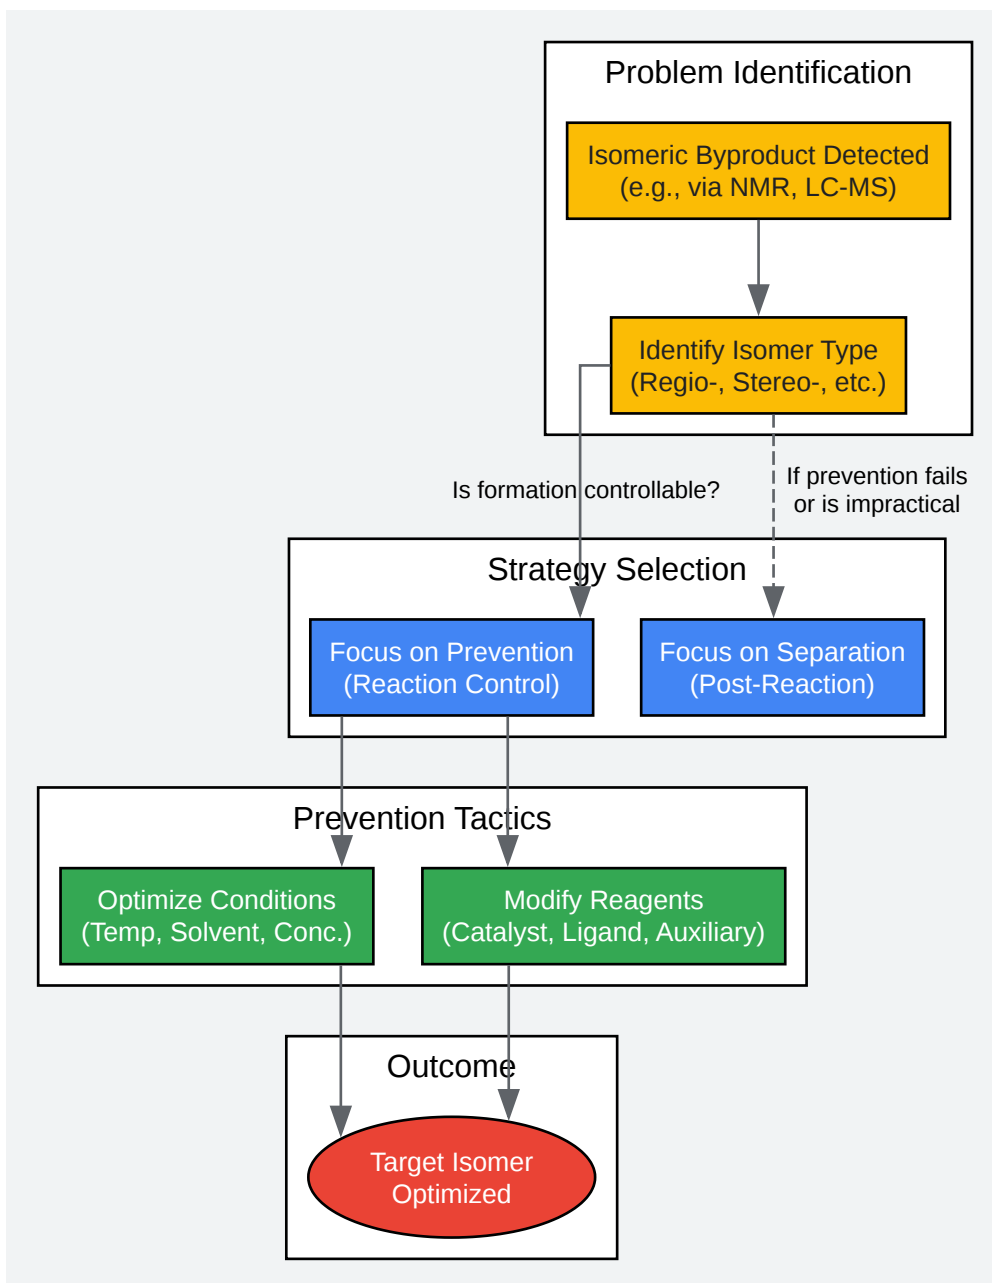 Problem Identification
Isomeric Byproduct Detected
(e.g., via NMR, LC-MS)
Identify Isomer Type
(Regio-, Stereo-, etc.)
Is formation controllable?
If prevention fails
or is impractical
Strategy Selection
Focus on Prevention
(Reaction Control)
Focus on Separation
(Post-Reaction)
Prevention Tactics
Optimize Conditions
(Temp, Solvent, Conc.)
Modify Reagents
(Catalyst, Ligand, Auxiliary)
Outcome
Target Isomer
Optimized